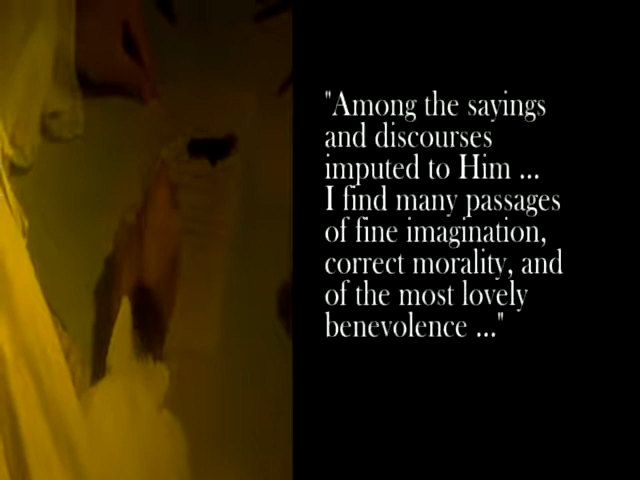 "Among the sayings
and discourses
imputed to Him ...
I find many passages
of fine imagination,
correct morality, and
of the most lovely
benevolence ..."